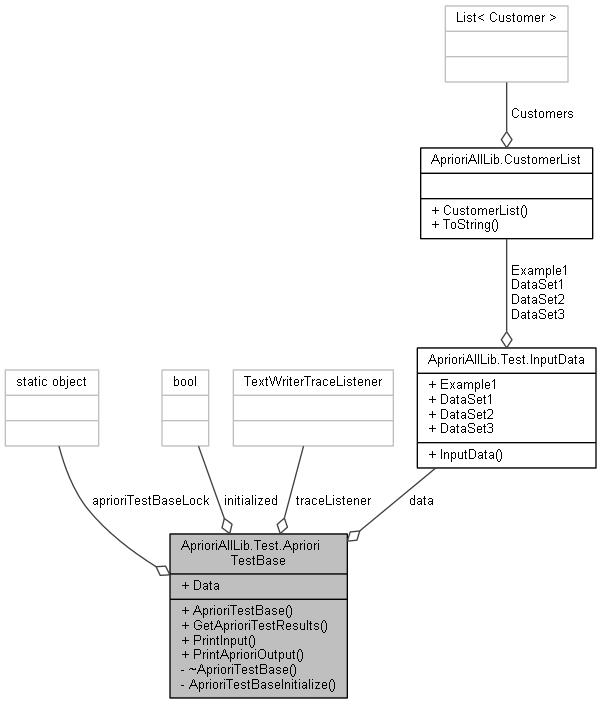 List< Customer >
Customers
AprioriAllLib.CustomerList
+ CustomerList()
+ ToString()
Example1
DataSet1
DataSet2
DataSet3
AprioriAllLib.Test.InputData
+ Example1
+ DataSet1
+ DataSet2
+ DataSet3
+ InputData()
static object
bool
TextWriterTraceListener
aprioriTestBaseLock
initialized
traceListener
data
AprioriAllLib.Test.Apriori
TestBase
+ Data
+ AprioriTestBase()
+ GetAprioriTestResults()
+ PrintInput()
+ PrintAprioriOutput()
- ~AprioriTestBase()
- AprioriTestBaseInitialize()